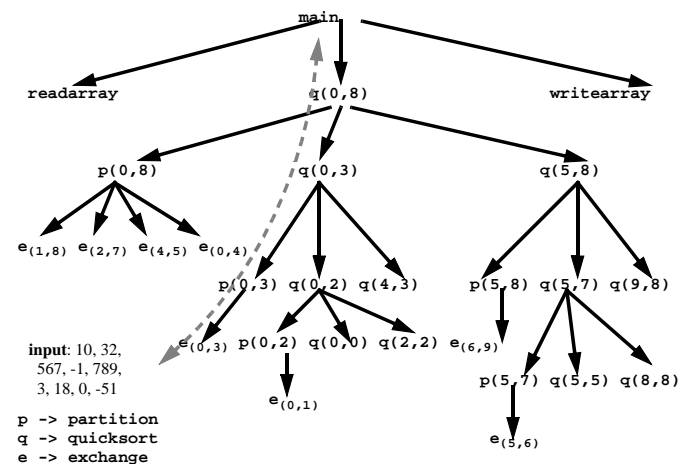 main
readarray q(0,8) writearray
p(0,8) q(0,3) q(5,8)
e(1,8) e(2,7) e(4,5) e(0,4)
p(0,3) q(0,2) q(4,3) p(5,8) q(5,7) q(9,8)
e(0,3) p(0,2) q(0,0) q(2,2) e(6,9)
p(5,7) q(5,5) q(8,8)
e(0,1)
e(5,6)
input: 10, 32,
567, -1, 789,
3, 18, 0, -51
p -> partition
q -> quicksort
e -> exchange